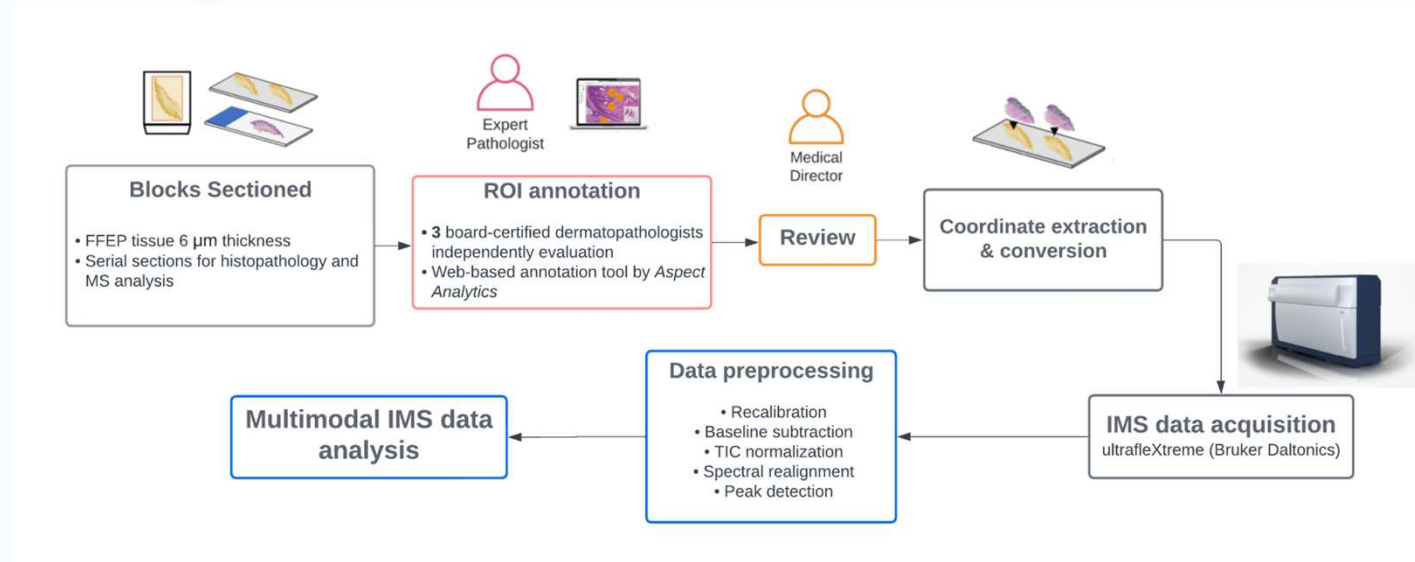 Expert
Pathologist
Medical
Director
Blocks Sectioned
• FFEP tissue 6 μm thickness
• Serial sections for histopathology and
MS analysis
ROI annotation
• 3 board-certified dermatopathologists
independently evaluation
• Web-based annotation tool by Aspect
Analytics
Review
Coordinate extraction
& conversion
IMS data acquisition
ultrafleXtreme (Bruker Daltonics)
Data preprocessing
• Recalibration
• Baseline subtraction
• TIC normalization
• Spectral realignment
• Peak detection
Multimodal IMS data
analysis